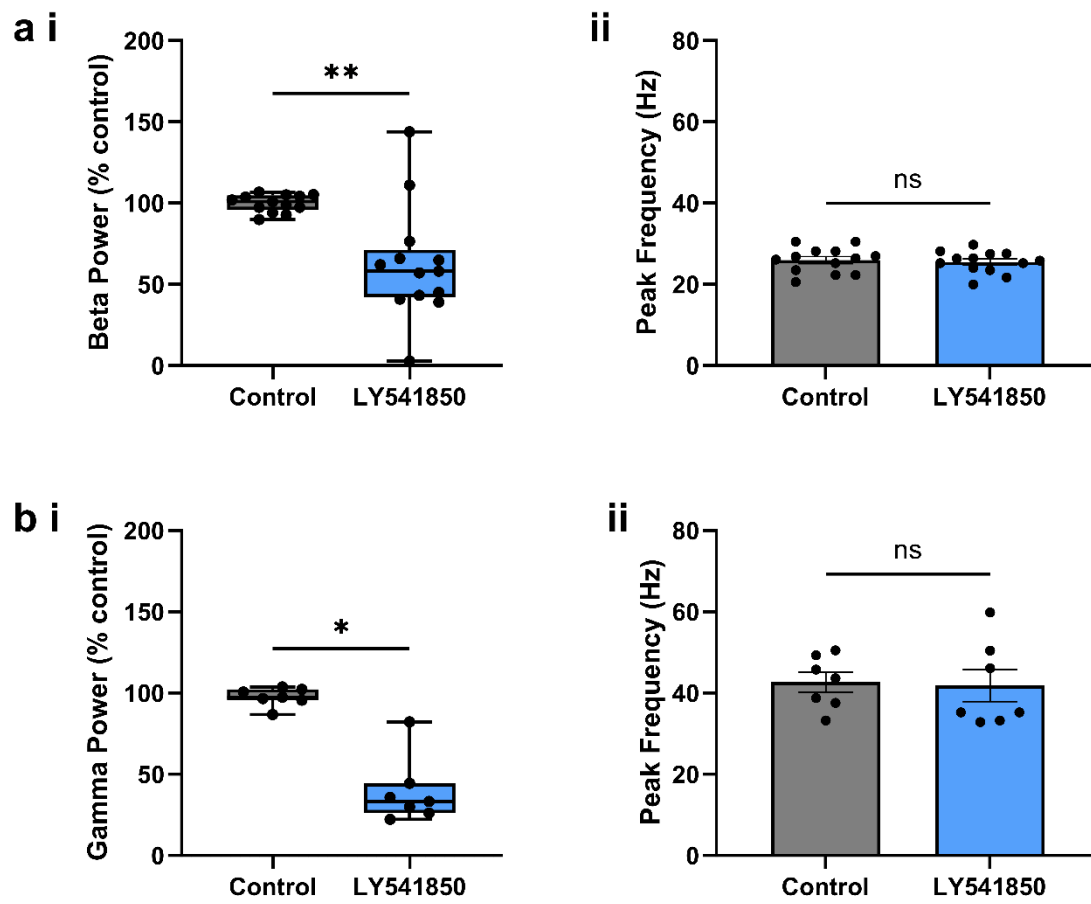 a i
Beta Power (% control)
200
150
100
50
0
**
Control LY541850
ii
Peak Frequency (Hz)
80
60
40
20
0
ns
Control LY541850
b i
Gamma Power (% control)
200
150
100
50
0
*
Control LY541850
ii
Peak Frequency (Hz)
80
60
40
20
0
ns
Control LY541850